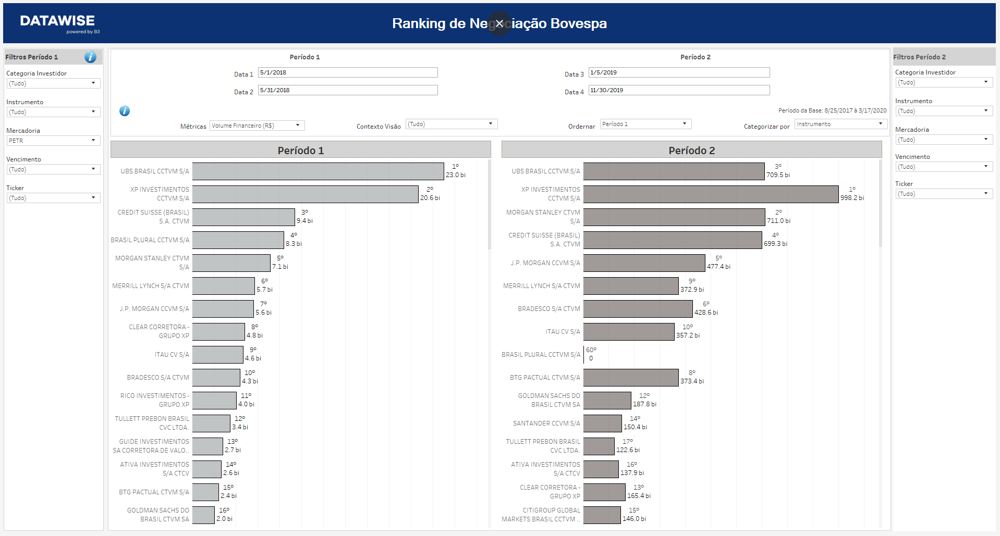 DATAWISE
powered by B3
Ranking de Negociação Bovespa
Filtros Período 1
Categoria Investidor
(Tudo)
Instrumento
(Tudo)
Mercadoria
PETR
Vencimento
(Tudo)
Ticker
(Tudo)
Período 1
Data 1
5/1/2018
Data 2
5/31/2018
Período 2
Data 3
1/5/2019
Data 4
11/30/2019
Período da Base: 8/25/2017 à 3/17/2020
Métricas
Volume Financeiro (R$)
Contexto Visão
(Tudo)
Ordernar
Período 1
Categorizar por
Instrumento
Período 1
UBS BRASIL CCTVM S/A
1º
23.0 bi
XP INVESTIMENTOS
CCTVM S/A
2º
20.6 bi
CREDIT SUISSE (BRASIL)
S.A. CTVM
3º
9.4 bi
BRASIL PLURAL CCTVM S/A
4º
8.3 bi
MORGAN STANLEY CTVM
S/A
5º
7.1 bi
MERRILL LYNCH S/A CTVM
6º
5.7 bi
J.P. MORGAN CCVM S/A
7º
5.6 bi
CLEAR CORRETORA -
GRUPO XP
8º
4.8 bi
ITAU CV S/A
9º
4.6 bi
BRADESCO S/A CTVM
10º
4.3 bi
RICO INVESTIMENTOS -
GRUPO XP
11º
4.0 bi
TULLETT PREBON BRASIL
CVC LTDA.
12º
3.4 bi
GUIDE INVESTIMENTOS
SA CORRETORA DE VALO..
13º
2.7 bi
ATIVA INVESTIMENTOS
S/A CTCV
14º
2.6 bi
BTG PACTUAL CTVM S/A
15º
2.4 bi
GOLDMAN SACHS DO
BRASIL CTVM SA
16º
2.0 bi
Período 2
UBS BRASIL CCTVM S/A
3º
709.5 bi
XP INVESTIMENTOS
CCTVM S/A
1º
998.2 bi
MORGAN STANLEY CTVM
S/A
2º
711.0 bi
CREDIT SUISSE (BRASIL)
S.A. CTVM
4º
699.3 bi
J.P. MORGAN CCVM S/A
5º
477.4 bi
MERRILL LYNCH S/A CTVM
9º
372.9 bi
BRADESCO S/A CTVM
6º
428.6 bi
ITAU CV S/A
10º
357.2 bi
BRASIL PLURAL CCTVM S/A
60º
0
BTG PACTUAL CTVM S/A
8º
373.4 bi
GOLDMAN SACHS DO
BRASIL CTVM SA
12º
187.8 bi
SANTANDER CCVM S/A
14º
150.4 bi
TULLETT PREBON BRASIL
CVC LTDA.
17º
122.6 bi
ATIVA INVESTIMENTOS
S/A CTCV
16º
137.9 bi
CLEAR CORRETORA -
GRUPO XP
13º
165.4 bi
CITIGROUP GLOBAL
MARKETS BRASIL CCTVM ..
15º
146.0 bi
Filtros Período 2
Categoria Investidor
(Tudo)
Instrumento
(Tudo)
Mercadoria
(Tudo)
Vencimento
(Tudo)
Ticker
(Tudo)